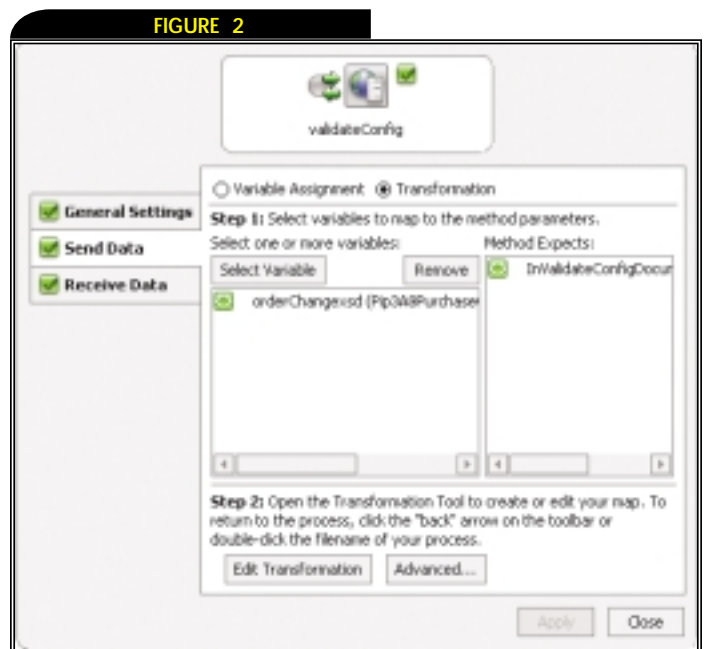 FIGURE 2
validateConfig
Variable Assignment Transformation
General Settings
Send Data
Receive Data
Step 1: Select variables to map to the method parameters.
Select one or more variables:
Method Expects:
Select Variable
Remove
InValidateConfigDocur
orderChangexsd (Pip3A8Purchase
Step 2: Open the Transformation Tool to create or edit your map. To
return to the process, click the "back" arrow on the toolbar or
double-click the filename of your process.
Edit Transformation
Advanced...
Apply
Close